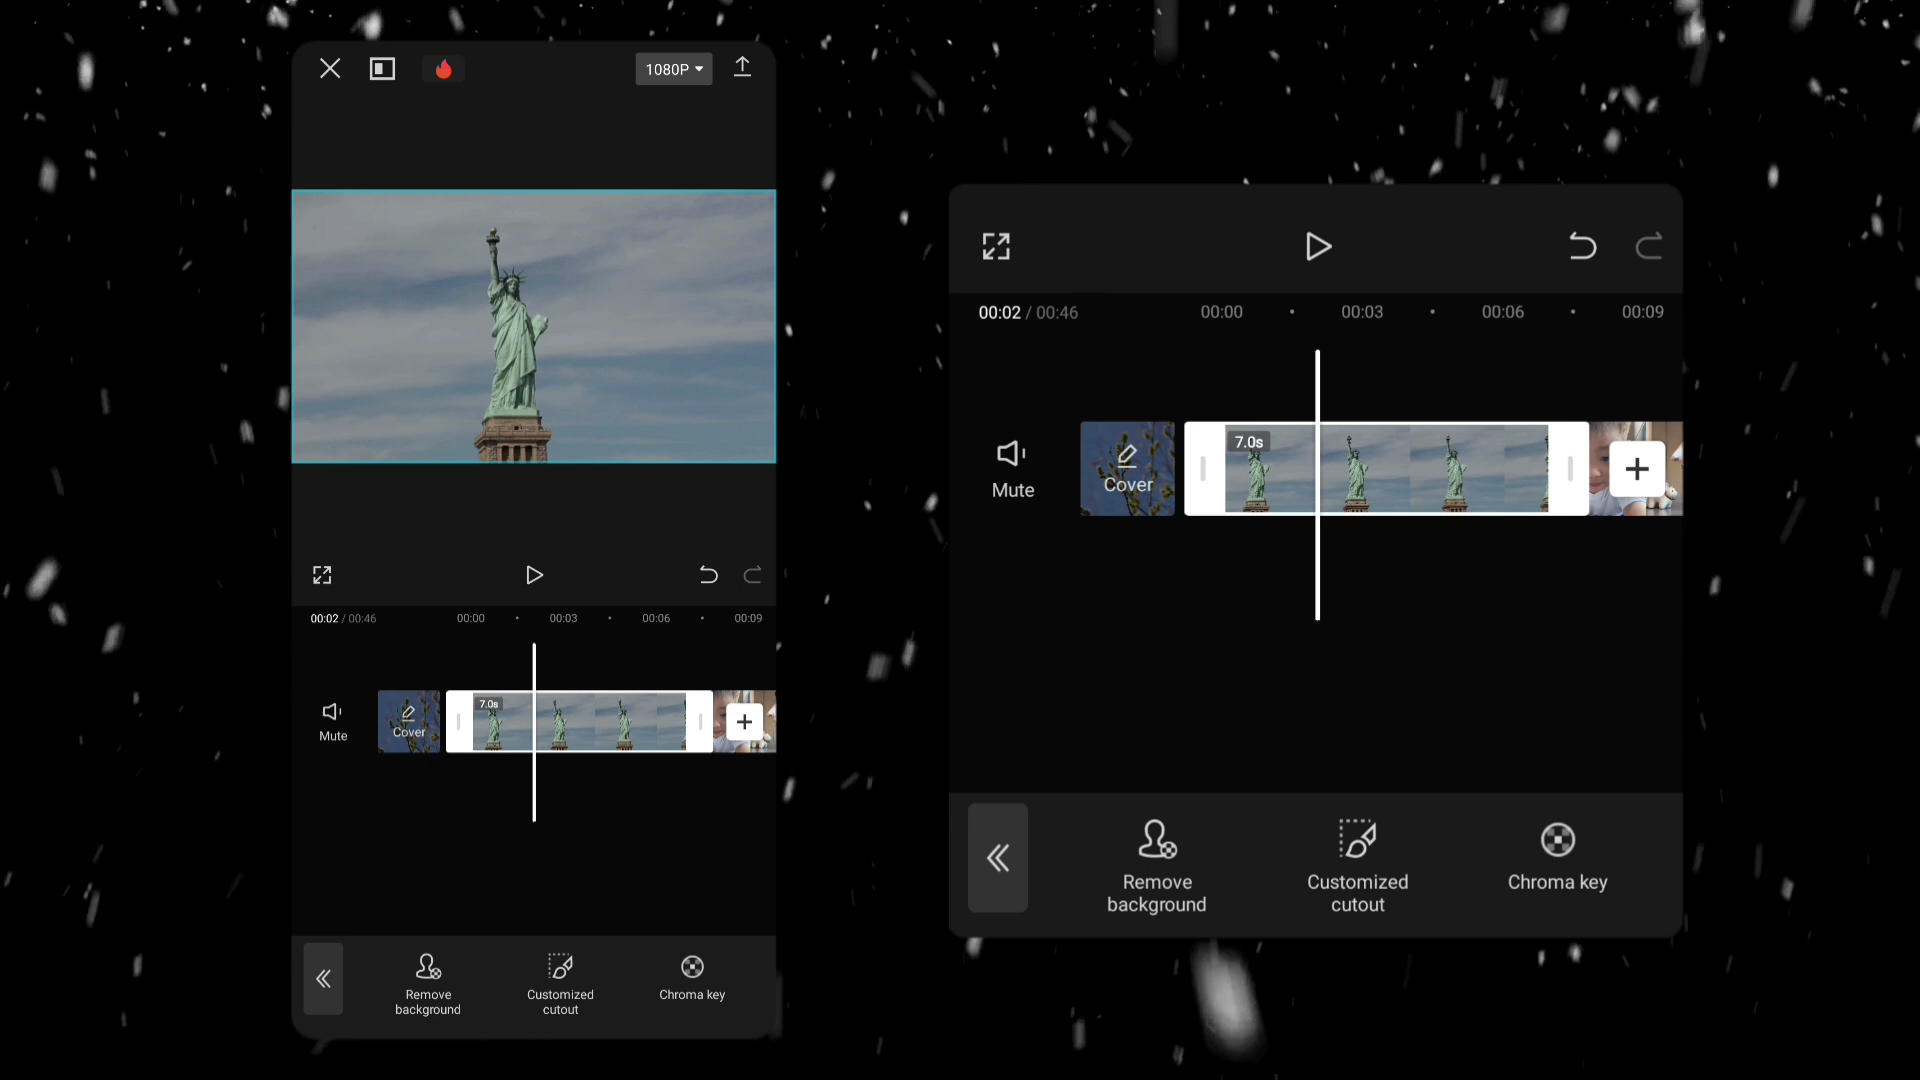 1080P
00:02 / 00:46
00:00
00:03
00:06
00:09
7.0s
Mute
Cover
Remove
background
Customized
cutout
Chroma key
00:02 / 00:46
00:00
00:03
00:06
00:09
7.0s
Mute
Cover
Remove
background
Customized
cutout
Chroma key